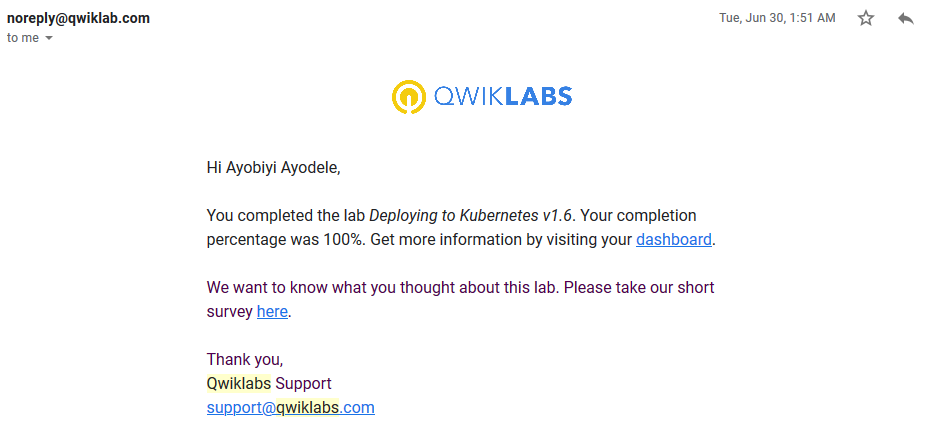 noreply@qwiklab.com
Tue, Jun 30, 1:51 AM
to me
QWIKLABS
Hi Ayobiyi Ayodele,
You completed the lab Deploying to Kubernetes v1.6. Your completion
percentage was 100%. Get more information by visiting your dashboard.
We want to know what you thought about this lab. Please take our short
survey here.
Thank you,
Qwiklabs Support
support@qwiklabs.com